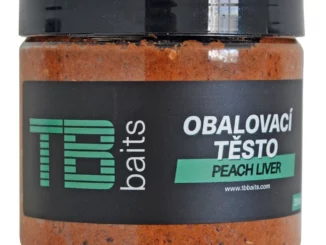 TB
baits
OBALOVACÍ
TĚSTO
PEACH LIVER
www.tbbaits.com